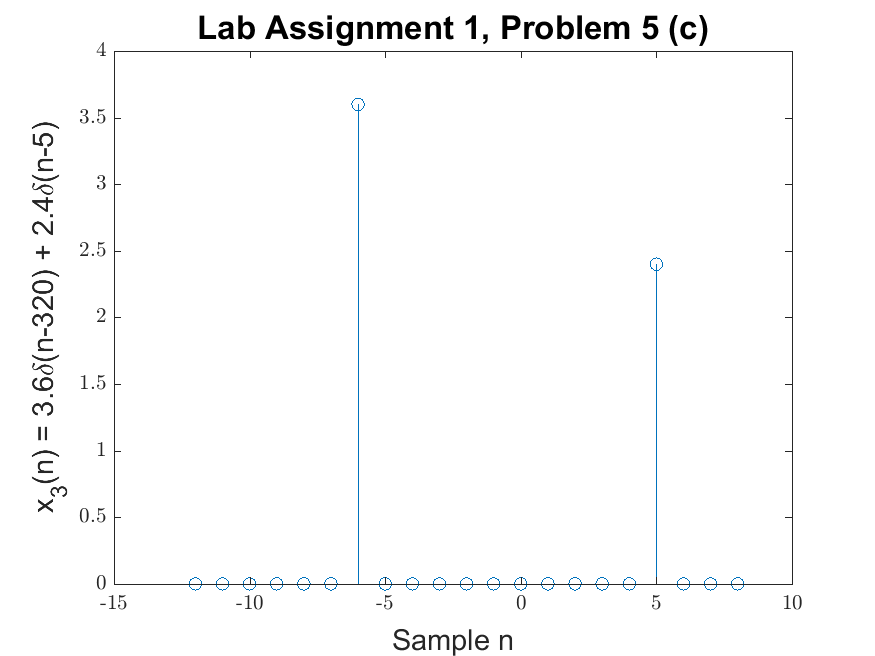 Lab Assignment 1, Problem 5 (c)
x_3(n) = 3.6δ(n-320) + 2.4δ(n-5)
4
3.5
3
2.5
2
1.5
1
0.5
0
-15 -10 -5 0 5 10
Sample n